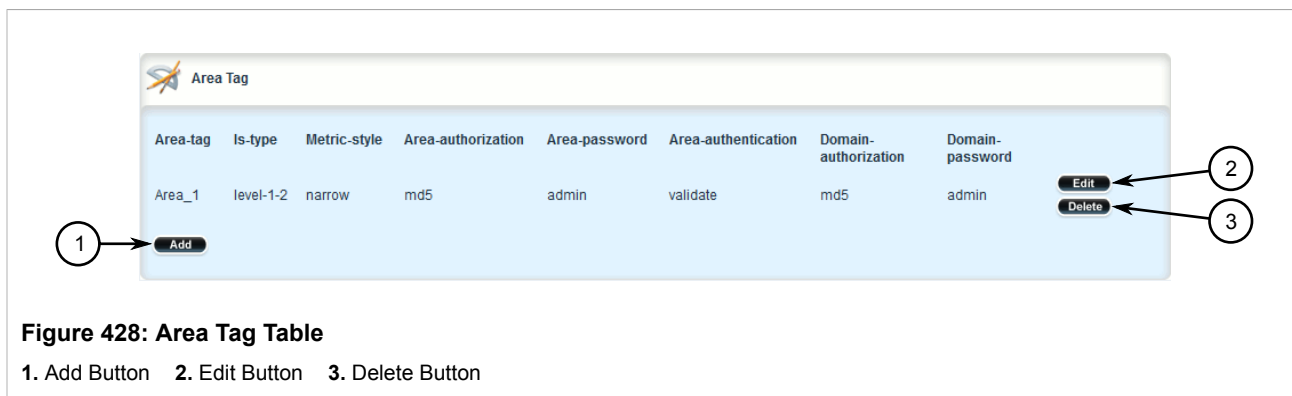 Area Tag
Area-tag Is-type Metric-style Area-authorization Area-password Area-authentication Domain-authorization Domain-password
Area_1 level-1-2 narrow md5 admin validate md5 admin
Edit
Delete
Add
1
2
3
Figure 428: Area Tag Table
1. Add Button 2. Edit Button 3. Delete Button